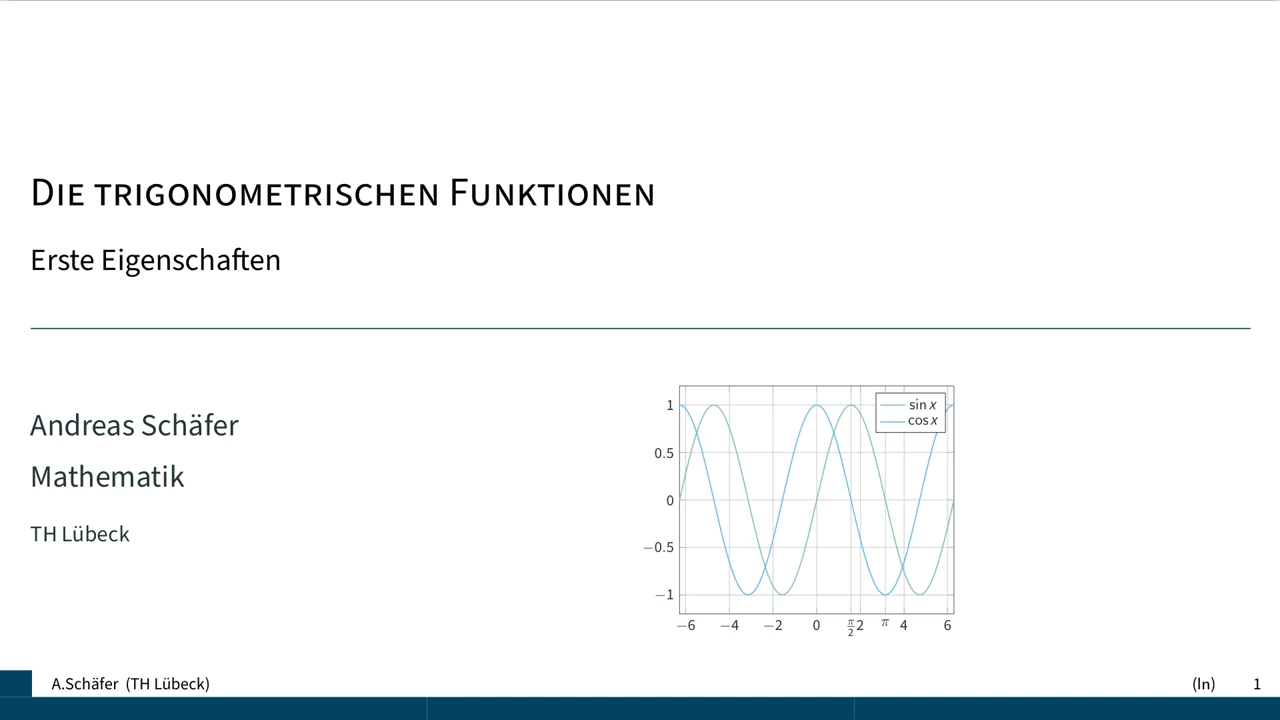 Die trigonometrischen Funktionen
Erste Eigenschaften
Andreas Schäfer
Mathematik
TH Lübeck
sin x
cos x
1
0.5
0
−0.5
−1
−6 −4 −2 0 π/2 2 π 4 6
A.Schäfer (TH Lübeck) (ln) 1